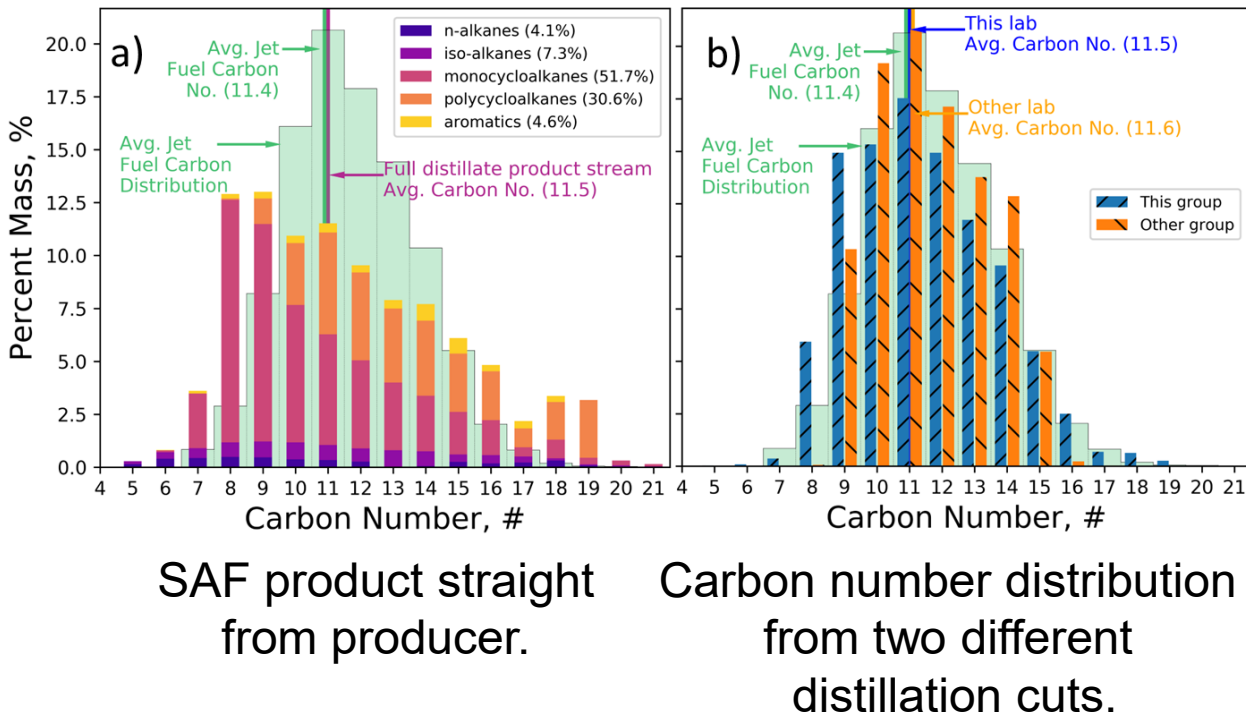 a)
20.0
17.5
15.0
12.5
10.0
7.5
5.0
2.5
0.0
Percent Mass, %
Avg. Jet
Fuel Carbon
No. (11.4)
Avg. Jet
Fuel Carbon
Distribution
n-alkanes (4.1%)
iso-alkanes (7.3%)
monocycloalkanes (51.7%)
polycycloalkanes (30.6%)
aromatics (4.6%)
Full distillate product stream
Avg. Carbon No. (11.5)
4 5 6 7 8 9 10 11 12 13 14 15 16 17 18 19 20 21
Carbon Number, #
b)
Avg. Jet
Fuel Carbon
No. (11.4)
Avg. Jet
Fuel Carbon
Distribution
This lab
Avg. Carbon No. (11.5)
Other lab
Avg. Carbon No. (11.6)
This group
Other group
4 5 6 7 8 9 10 11 12 13 14 15 16 17 18 19 20 21
Carbon Number, #
SAF product straight
from producer.
Carbon number distribution
from two different
distillation cuts.